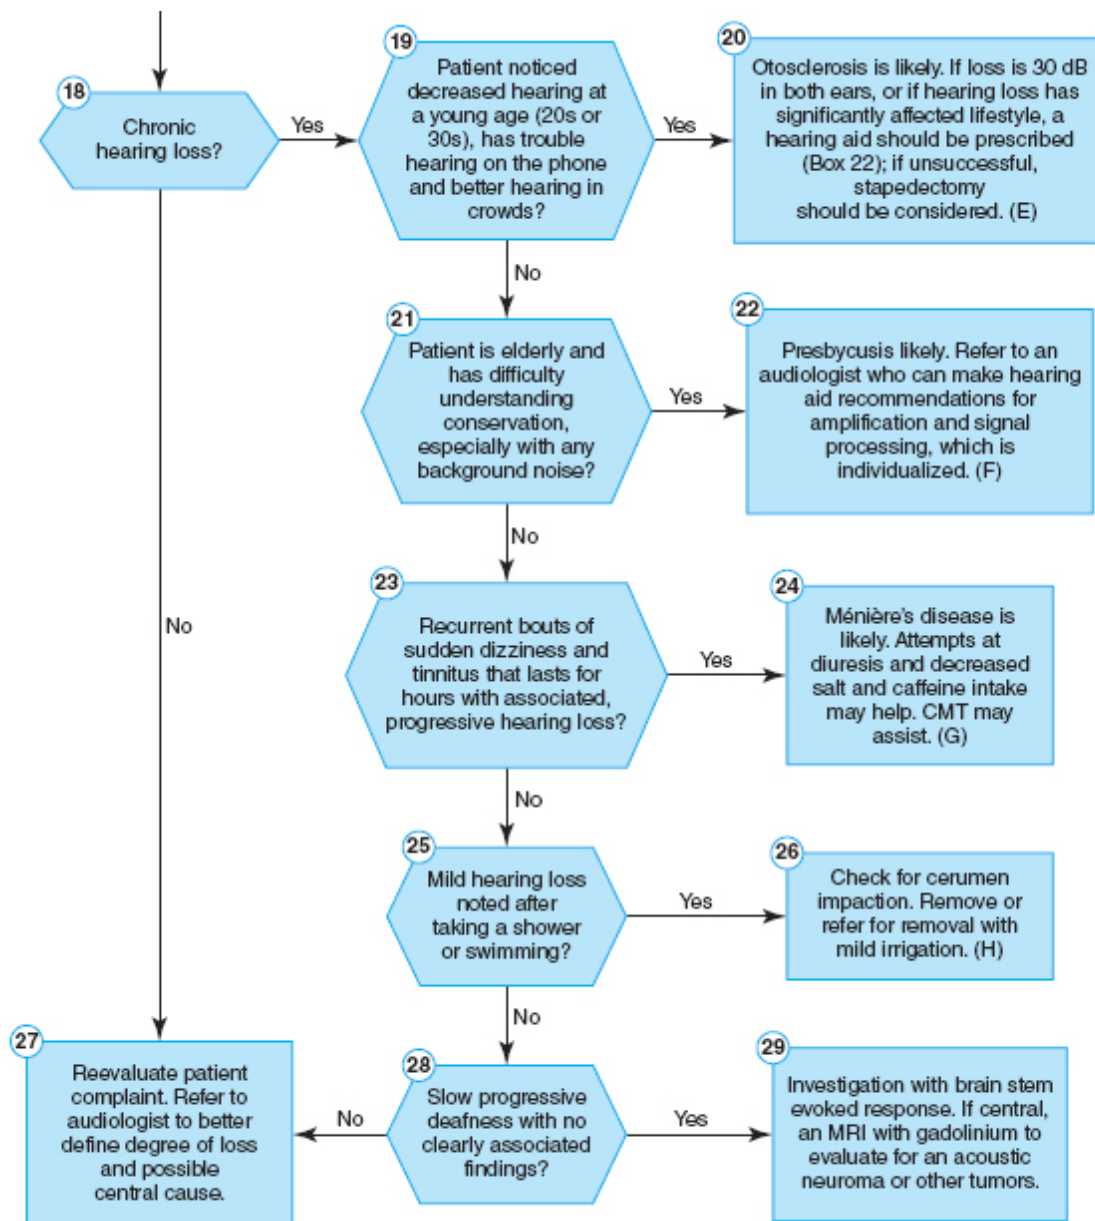 18
Chronic
hearing loss?
Yes
19
Patient noticed
decreased hearing at
a young age (20s or
30s), has trouble
hearing on the phone
and better hearing in
crowds?
Yes
20
Otosclerosis is likely. If loss is 30 dB
in both ears, or if hearing loss has
significantly affected lifestyle, a
hearing aid should be prescribed
(Box 22); if unsuccessful,
stapedectomy
should be considered. (E)
No
21
Patient is elderly and
has difficulty
understanding
conservation,
especially with any
background noise?
Yes
22
Presbycusis likely. Refer to an
audiologist who can make hearing
aid recommendations for
amplification and signal
processing, which is
individualized. (F)
No
No
23
Recurrent bouts of
sudden dizziness and
tinnitus that lasts for
hours with associated,
progressive hearing loss?
Yes
24
Ménière's disease is
likely. Attempts at
diuresis and decreased
salt and caffeine intake
may help. CMT may
assist. (G)
No
25
Mild hearing loss
noted after
taking a shower
or swimming?
Yes
26
Check for cerumen
impaction. Remove or
refer for removal with
mild irrigation. (H)
No
27
Reevaluate patient
complaint. Refer to
audiologist to better
define degree of loss
and possible
central cause.
No
28
Slow progressive
deafness with no
clearly associated
findings?
Yes
29
Investigation with brain stem
evoked response. If central,
an MRI with gadolinium to
evaluate for an acoustic
neuroma or other tumors.